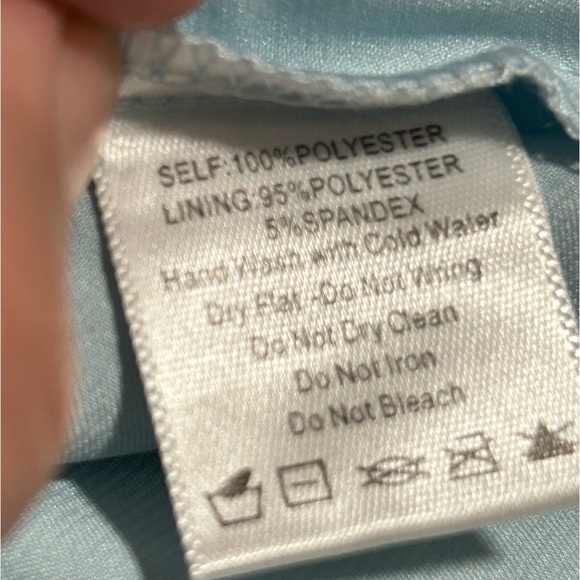 SELF:100%POLYESTER
LINING:95%POLYESTER
5%SPANDEX
Hand Wash with Cold Water
Dry Flat -Do Not Wring
Do Not Dry Clean
Do Not Iron
Do Not Bleach